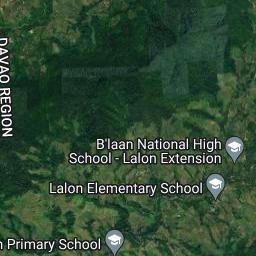 DAVAO REGION
B'laan National High
School - Lalon Extension
Lalon Elementary School
Primary School